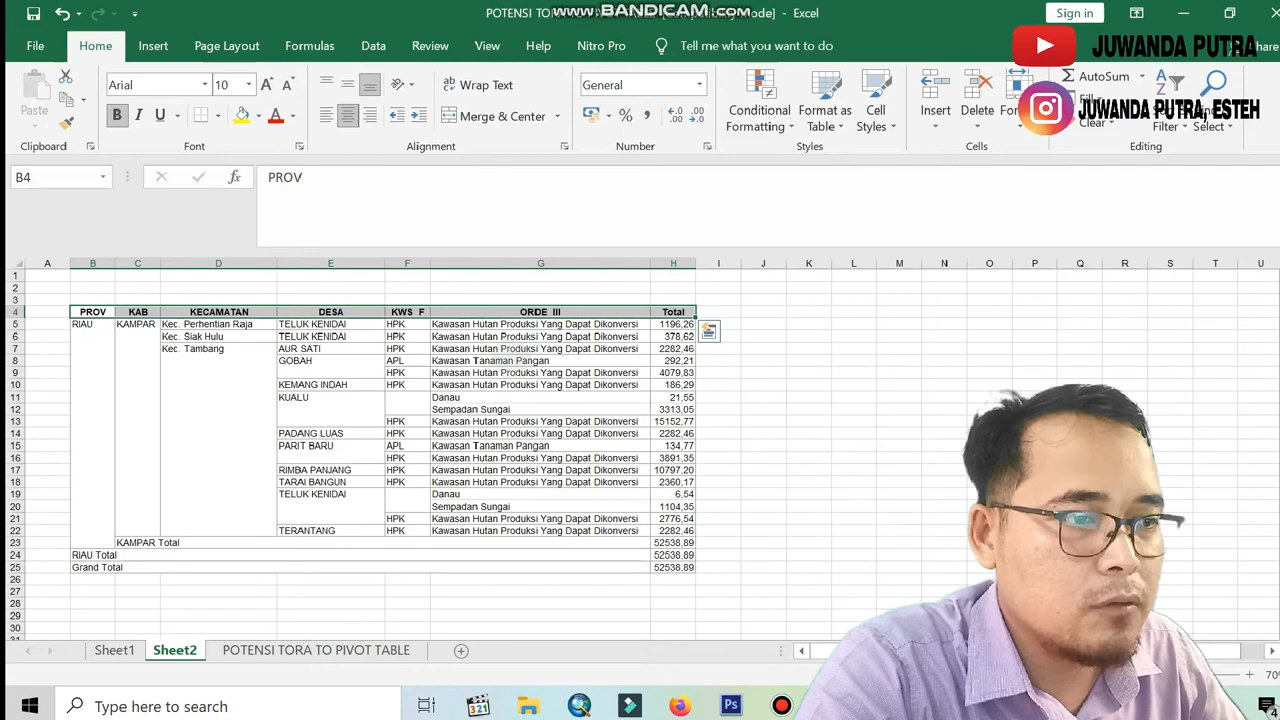 POTENSI TOR
www.BANDICAM.com
ode] - Excel
Sign in
JUWANDA PUTRA
hare
File Home Insert Page Layout Formulas Data Review View Help Nitro Pro Tell me what you want to do
Paste
Arial 10
Wrap Text
General
AutoSum
JUWANDA PUTRA, ESTEH
B I U
Merge & Center
Conditional Formatting
Format as Table
Cell Styles
Insert Delete
Clear
Filter Select
Clipboard Font Alignment Number Styles Cells Editing
B4 fx PROV
A B C D E F G H I J K L M N O P Q R S T U
1
2
3
4 PROV KAB KECAMATAN DESA KWS F ORDE III Total
5 RIAU KAMPAR Kec. Perhentian Raja TELUK KENIDAI HPK Kawasan Hutan Produksi Yang Dapat Dikonversi 1196,26
6 Kec. Siak Hulu TELUK KENIDAI HPK Kawasan Hutan Produksi Yang Dapat Dikonversi 378,62
7 Kec. Tambang AUR SATI HPK Kawasan Hutan Produksi Yang Dapat Dikonversi 2282,46
8 GOBAH APL Kawasan Tanaman Pangan 292,21
9 HPK Kawasan Hutan Produksi Yang Dapat Dikonversi 4079,83
10 KEMANG INDAH HPK Kawasan Hutan Produksi Yang Dapat Dikonversi 186,29
11 KUALU Danau 21,55
12 Sempadan Sungai 3313,05
13 HPK Kawasan Hutan Produksi Yang Dapat Dikonversi 15152,77
14 PADANG LUAS HPK Kawasan Hutan Produksi Yang Dapat Dikonversi 2282,46
15 PARIT BARU APL Kawasan Tanaman Pangan 134,77
16 HPK Kawasan Hutan Produksi Yang Dapat Dikonversi 3891,35
17 RIMBA PANJANG HPK Kawasan Hutan Produksi Yang Dapat Dikonversi 10797,20
18 TARAI BANGUN HPK Kawasan Hutan Produksi Yang Dapat Dikonversi 2360,17
19 TELUK KENIDAI Danau 6,54
20 Sempadan Sungai 1104,35
21 HPK Kawasan Hutan Produksi Yang Dapat Dikonversi 2776,54
22 TERANTANG HPK Kawasan Hutan Produksi Yang Dapat Dikonversi 2282,46
23 KAMPAR Total 52538,89
24 RIAU Total 52538,89
25 Grand Total 52538,89
26
27
28
29
30
Sheet1 Sheet2 POTENSI TORA TO PIVOT TABLE
70%
Type here to search